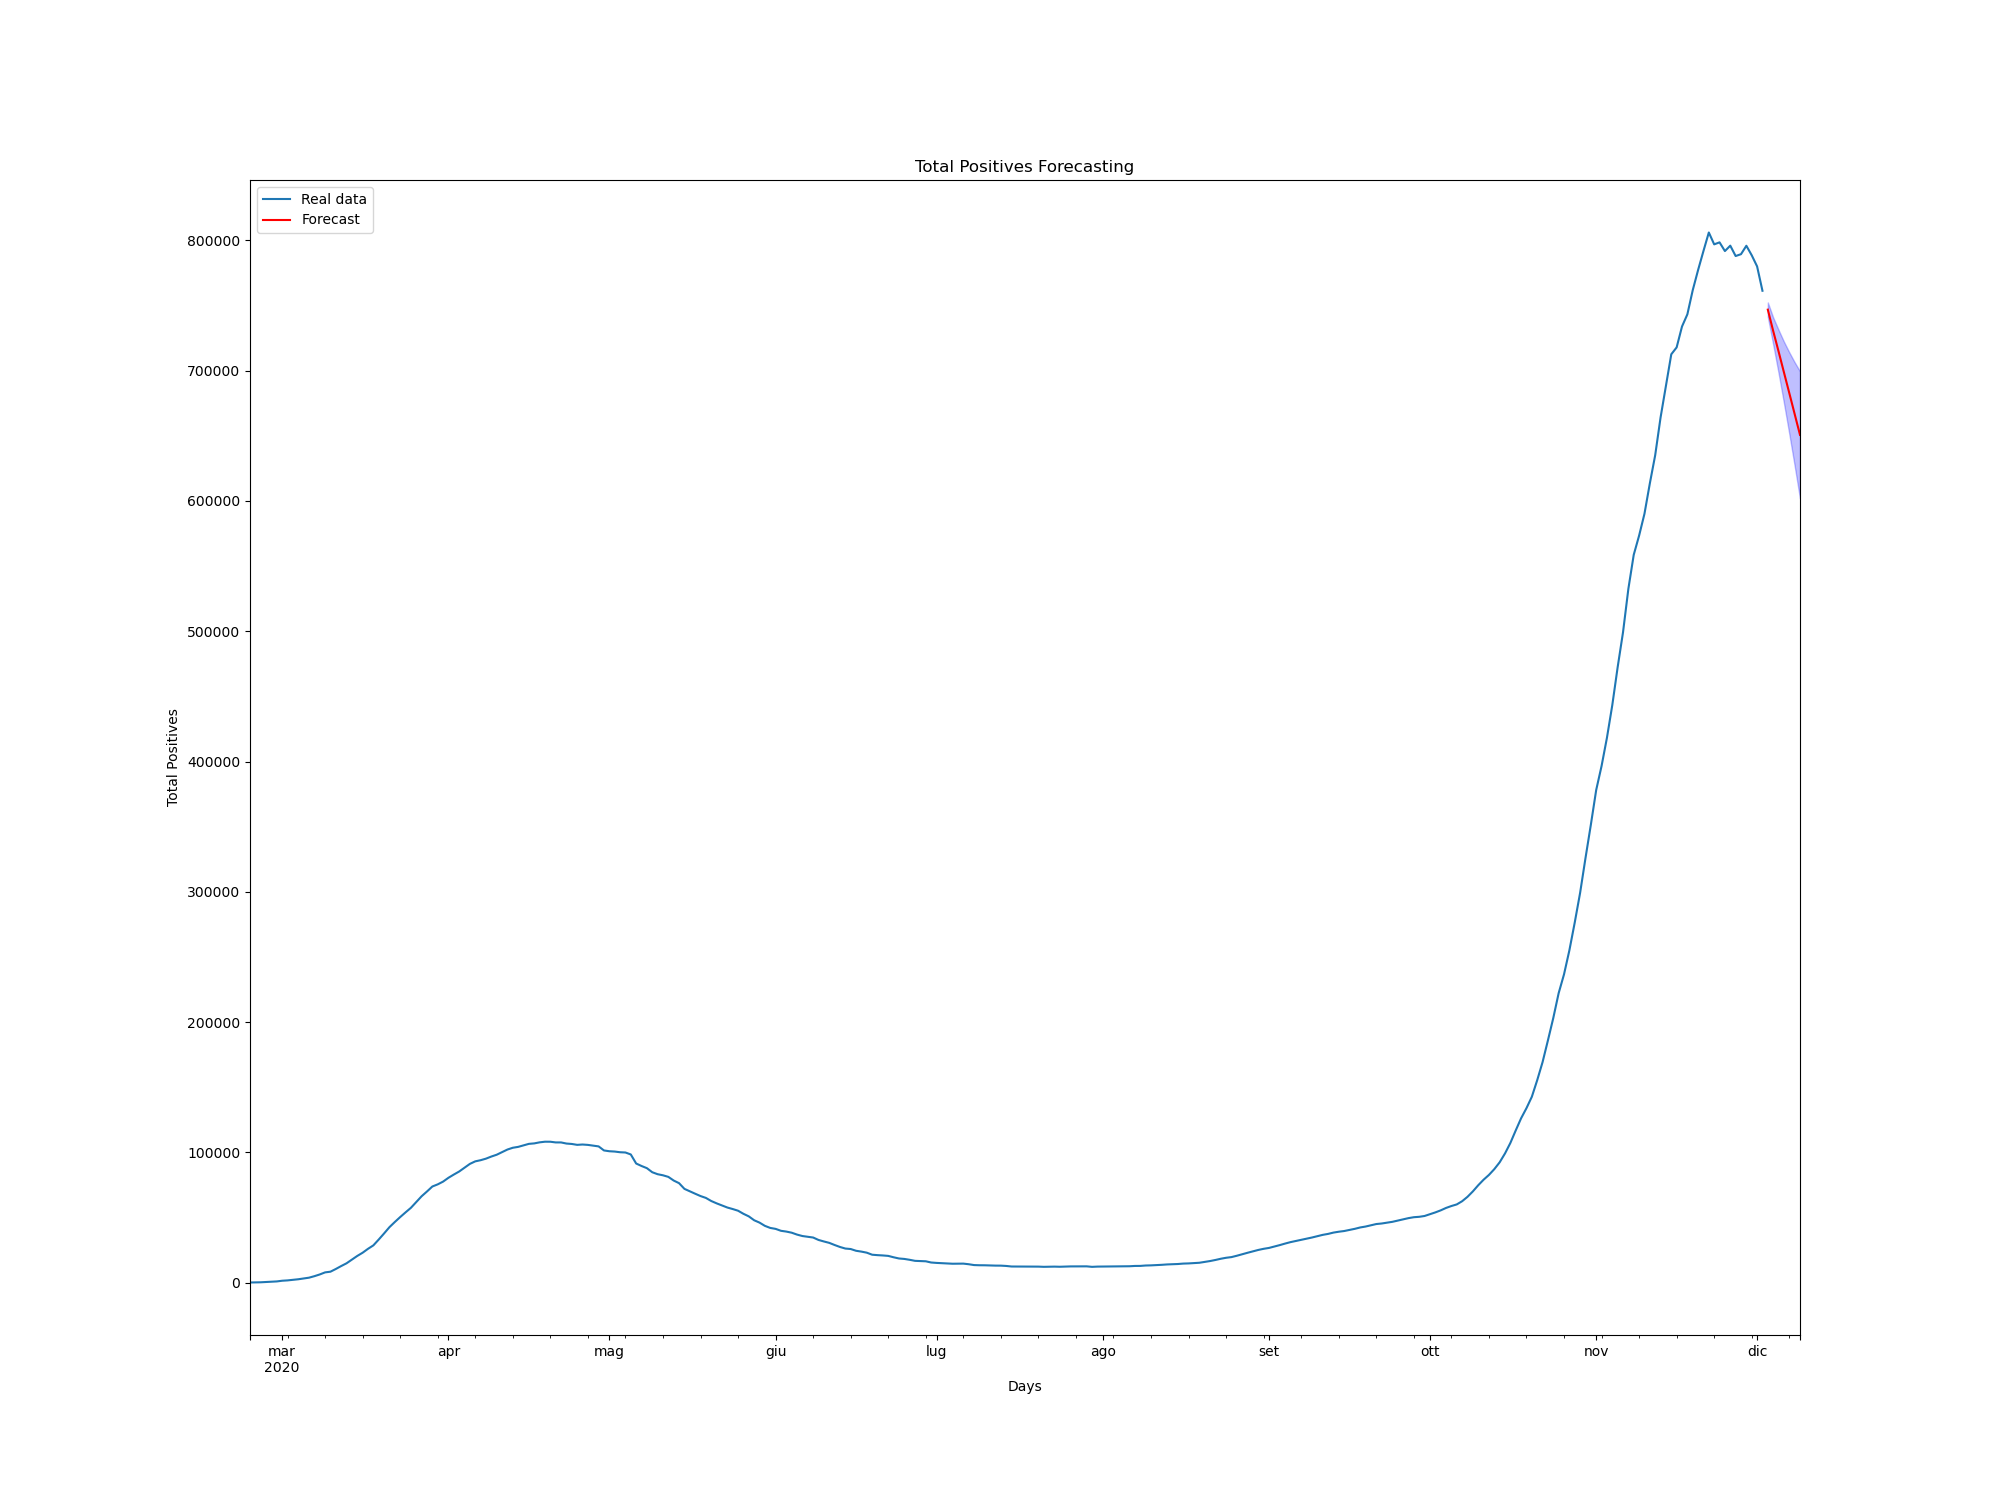 Total Positives Forecasting
Real data
Forecast
800000
700000
600000
500000
400000
300000
200000
100000
0
Total Positives
mar apr mag giu lug ago set ott nov dic
2020
Days